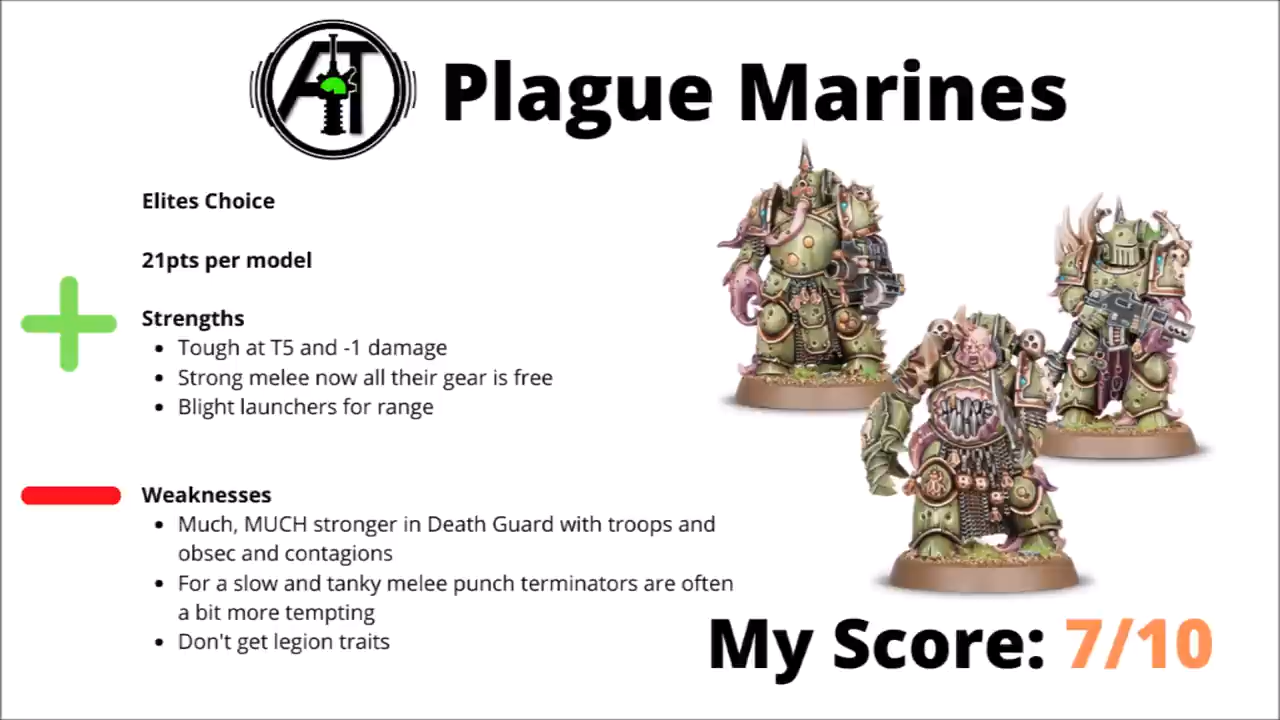 AT
Plague Marines
Elites Choice
21pts per model
Strengths
• Tough at T5 and -1 damage
• Strong melee now all their gear is free
• Blight launchers for range
Weaknesses
• Much, MUCH stronger in Death Guard with troops and
obsec and contagions
• For a slow and tanky melee punch terminators are often
a bit more tempting
• Don't get legion traits
My Score: 7/10